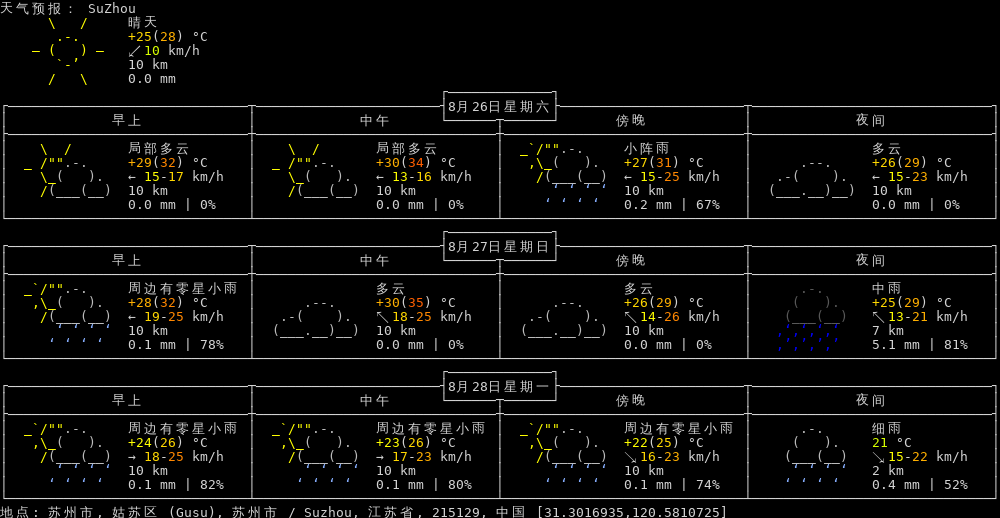 天气预报: SuZhou
晴天
+25(28) °C
↙10 km/h
10 km
0.0 mm
8月26日星期六
早上 中午 傍晚 夜间
局部多云 局部多云 小阵雨 多云
+29(32) °C +30(34) °C +27(31) °C +26(29) °C
← 15-17 km/h ← 13-16 km/h ← 15-25 km/h ← 15-23 km/h
10 km 10 km 10 km 10 km
0.0 mm | 0% 0.0 mm | 0% 0.2 mm | 67% 0.0 mm | 0%
8月27日星期日
早上 中午 傍晚 夜间
周边有零星小雨 多云 多云 中雨
+28(32) °C +30(35) °C +26(29) °C +25(29) °C
← 19-25 km/h ↖18-25 km/h ↖14-26 km/h ↖13-21 km/h
10 km 10 km 10 km 7 km
0.1 mm | 78% 0.0 mm | 0% 0.0 mm | 0% 5.1 mm | 81%
8月28日星期一
早上 中午 傍晚 夜间
周边有零星小雨 周边有零星小雨 周边有零星小雨 细雨
+24(26) °C +23(26) °C +22(25) °C 21 °C
→ 18-25 km/h → 17-23 km/h ↘16-23 km/h ↘15-22 km/h
10 km 10 km 10 km 2 km
0.1 mm | 82% 0.1 mm | 80% 0.1 mm | 74% 0.4 mm | 52%
地点: 苏州市, 姑苏区 (Gusu), 苏州市 / Suzhou, 江苏省, 215129, 中国 [31.3016935,120.5810725]